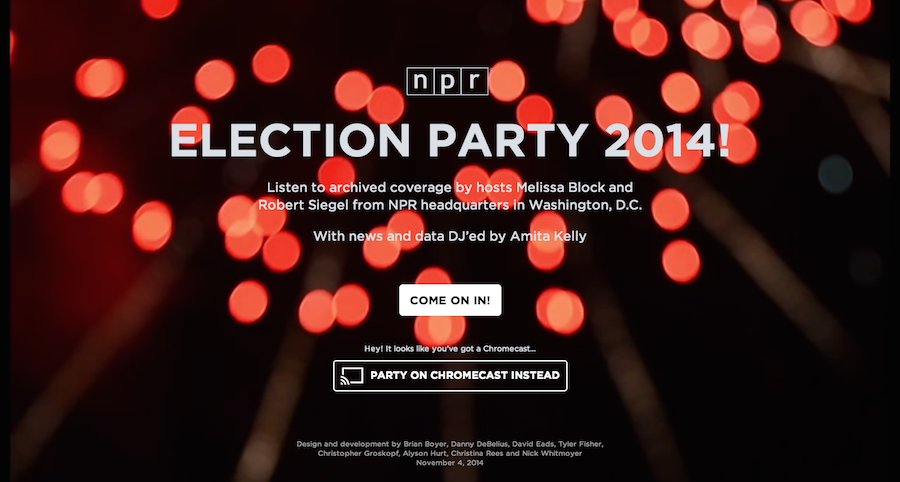 npr
ELECTION PARTY 2014!
Listen to archived coverage by hosts Melissa Block and
Robert Siegel from NPR headquarters in Washington, D.C.
With news and data DJ'ed by Amita Kelly
COME ON IN!
Hey! It looks like you've got a Chromecast...
PARTY ON CHROMECAST INSTEAD
Design and development by Brian Boyer, Danny DeBelius, David Eads, Tyler Fisher,
Christopher Groskopf, Alyson Hurt, Christina Rees and Nick Whitmoyer
November 4, 2014